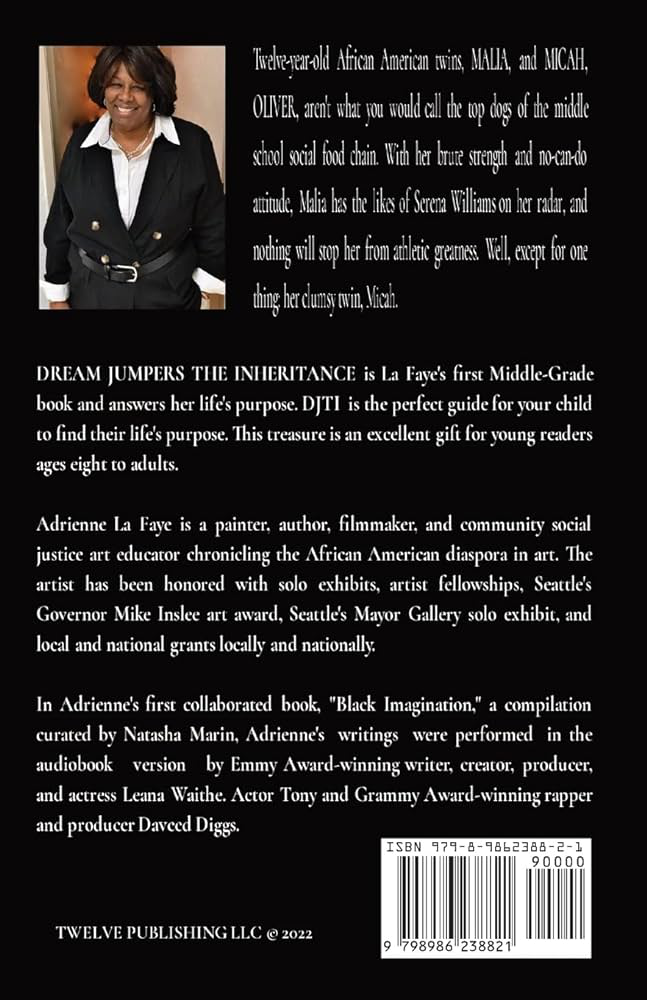 Twelve-year-old African American twins, MALIA, and MICAH,
OLIVER, aren't what you would call the top dogs of the middle
school social food chain. With her brute strength and no-can-do
attitude, Malia has the likes of Serena Williams on her radar, and
nothing will stop her from athletic greatness. Well, except for one
thing: her clumsy twin, Micah.
DREAM JUMPERS THE INHERITANCE is La Faye's first Middle-Grade
book and answers her life's purpose. DJTI is the perfect guide for your child
to find their life's purpose. This treasure is an excellent gift for young readers
ages eight to adults.
Adrienne La Faye is a painter, author, filmmaker, and community social
justice art educator chronicling the African American diaspora in art. The
artist has been honored with solo exhibits, artist fellowships, Seattle's
Governor Mike Inslee art award, Seattle's Mayor Gallery solo exhibit, and
local and national grants locally and nationally.
In Adrienne's first collaborated book, "Black Imagination," a compilation
curated by Natasha Marin, Adrienne's writings were performed in the
audiobook version by Emmy Award-winning writer, creator, producer,
and actress Leana Waithe. Actor Tony and Grammy Award-winning rapper
and producer Daveed Diggs.
ISBN 979-8-9862388-2-1
90000
9 798986 238821
TWELVE PUBLISHING LLC © 2022